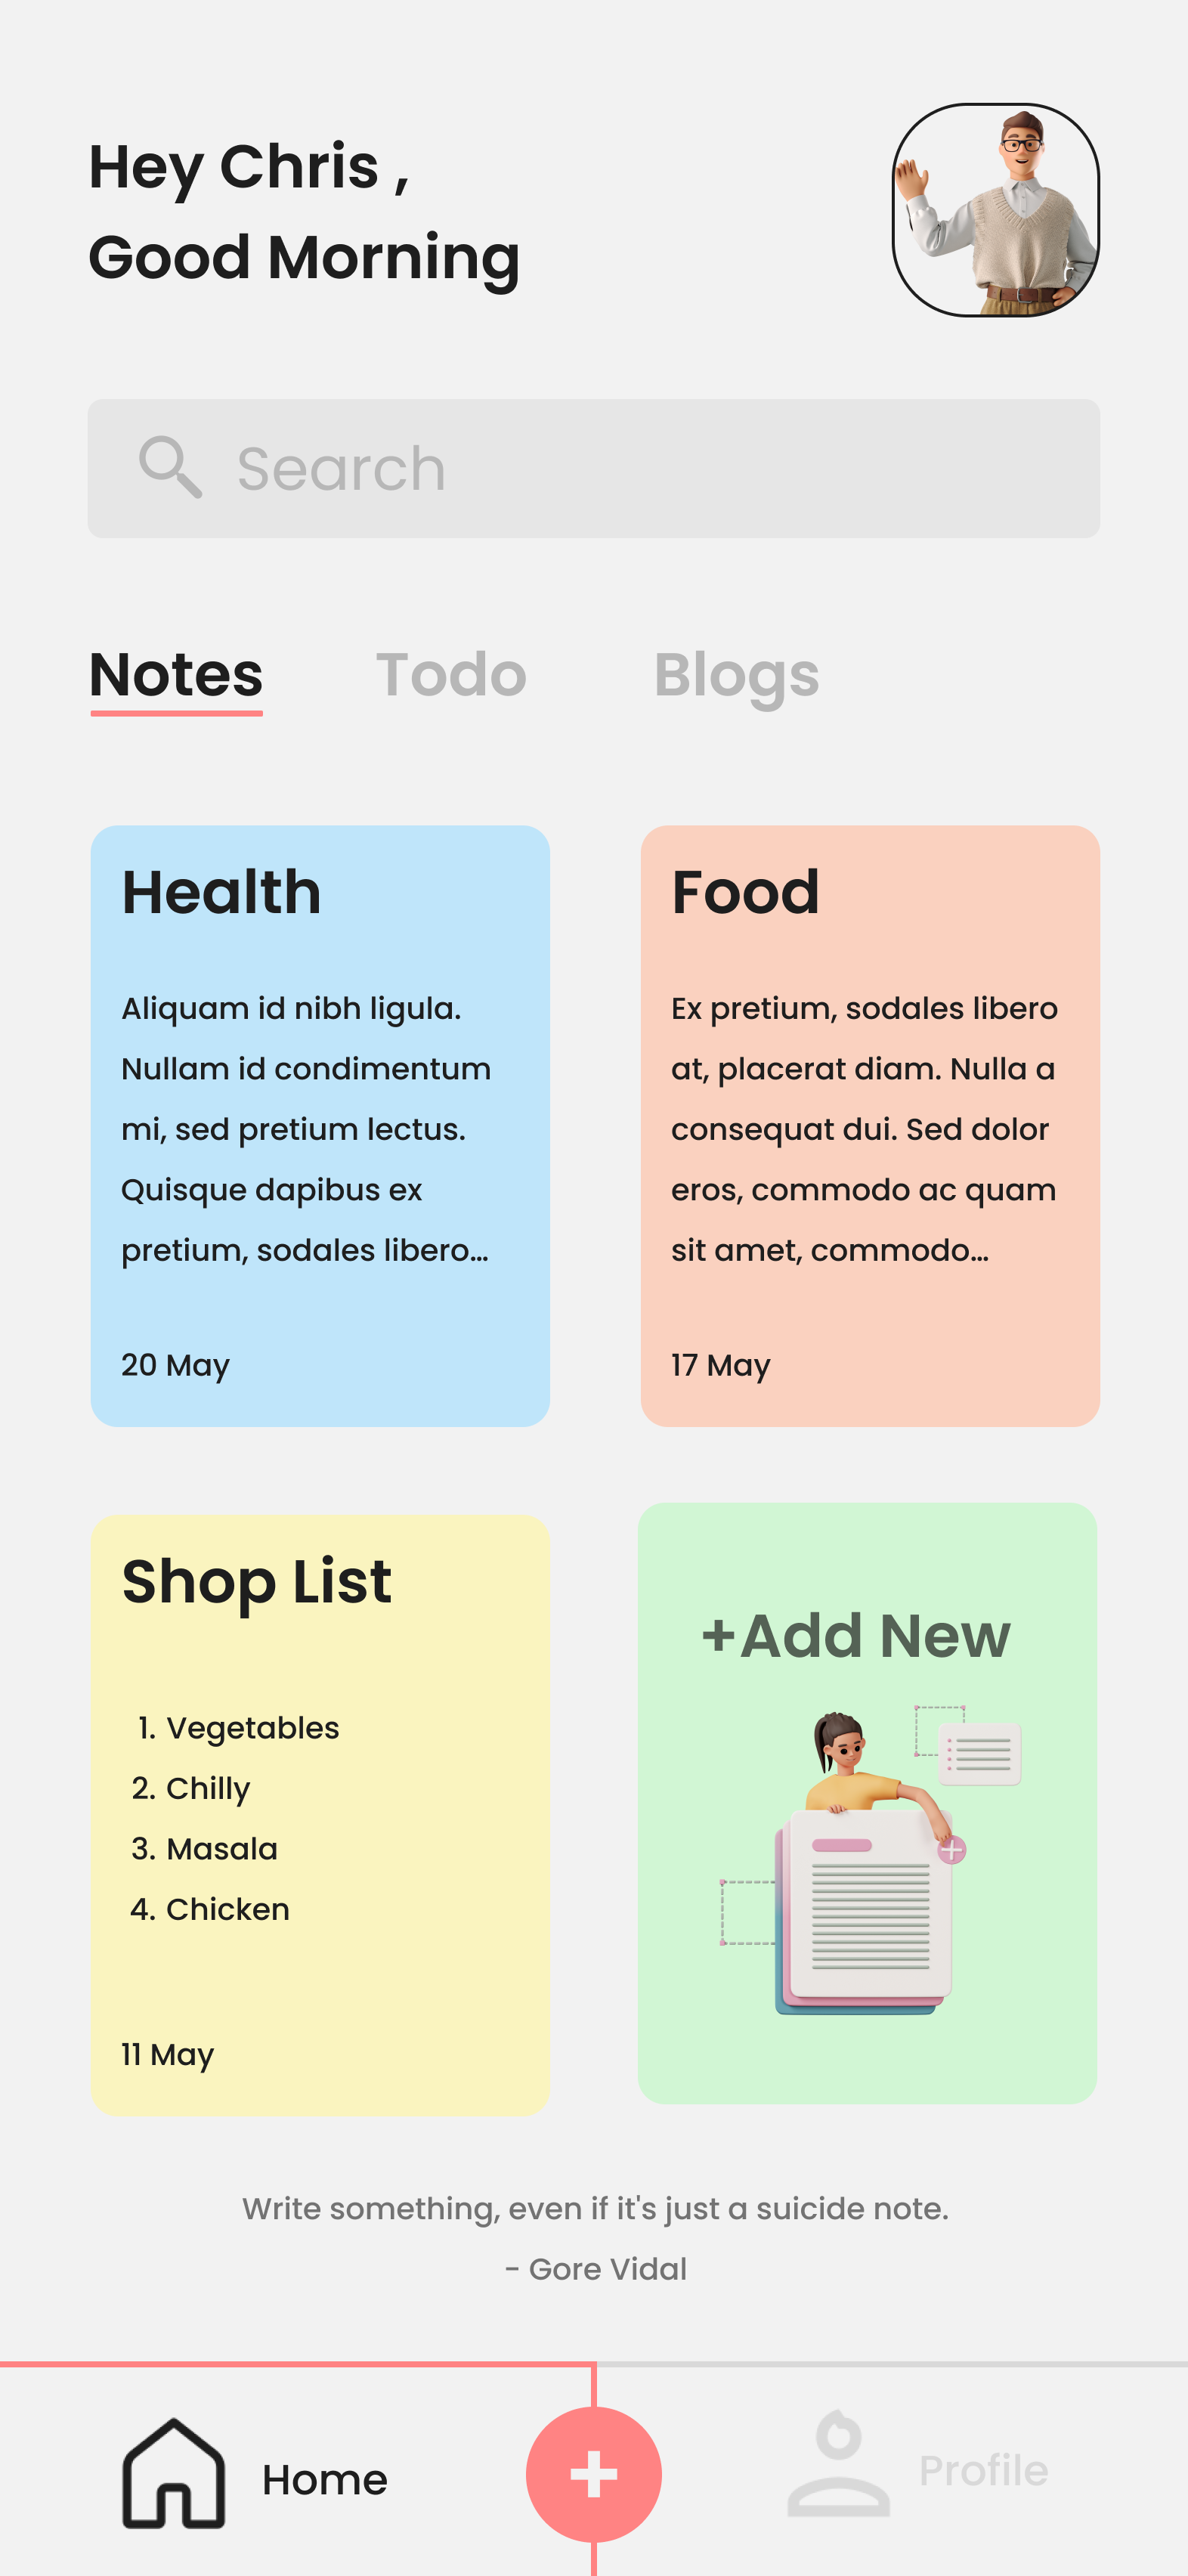 Hey Chris ,
Good Morning
Search
Notes Todo Blogs
Health
Aliquam id nibh ligula.
Nullam id condimentum
mi, sed pretium lectus.
Quisque dapibus ex
pretium, sodales libero...
20 May
Food
Ex pretium, sodales libero
at, placerat diam. Nulla a
consequat dui. Sed dolor
eros, commodo ac quam
sit amet, commodo...
17 May
Shop List
1. Vegetables
2. Chilly
3. Masala
4. Chicken
11 May
+Add New
Write something, even if it's just a suicide note.
- Gore Vidal
Home + Profile